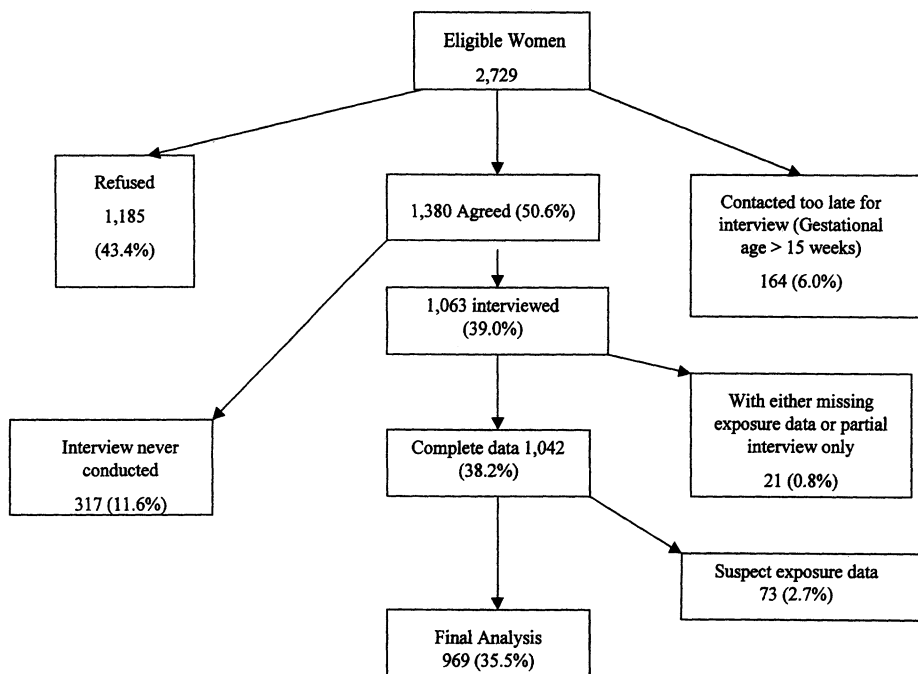 Eligible Women
2,729
Refused
1,185
(43.4%)
1,380 Agreed (50.6%)
Contacted too late for
interview (Gestational
age > 15 weeks)
164 (6.0%)
1,063 interviewed
(39.0%)
Interview never
conducted
317 (11.6%)
Complete data 1,042
(38.2%)
With either missing
exposure data or partial
interview only
21 (0.8%)
Suspect exposure data
73 (2.7%)
Final Analysis
969 (35.5%)